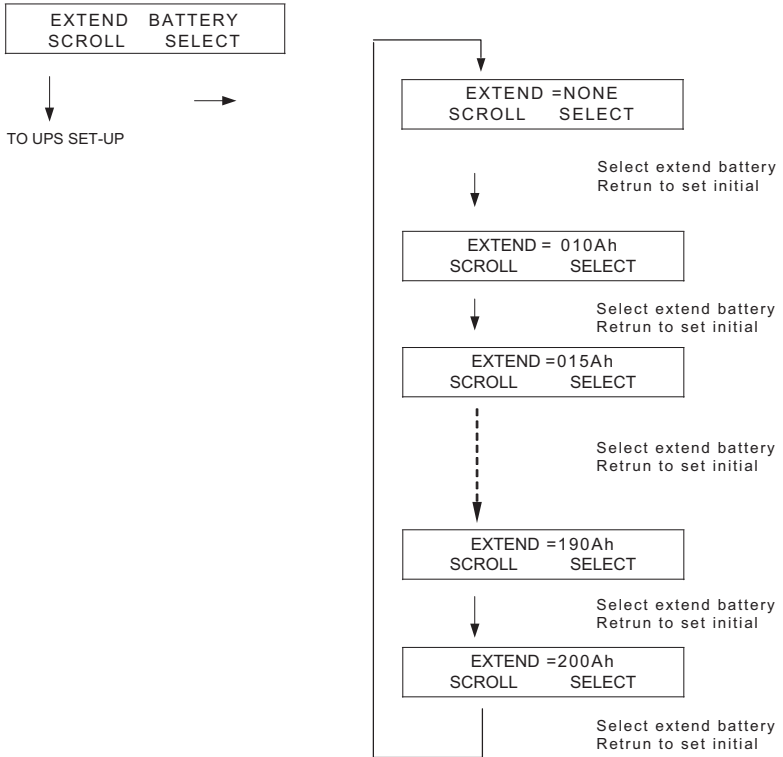 EXTEND BATTERY
SCROLL SELECT
TO UPS SET-UP
EXTEND =NONE
SCROLL SELECT
Select extend battery
Retrun to set initial
EXTEND = 010Ah
SCROLL SELECT
Select extend battery
Retrun to set initial
EXTEND =015Ah
SCROLL SELECT
Select extend battery
Retrun to set initial
EXTEND =190Ah
SCROLL SELECT
Select extend battery
Retrun to set initial
EXTEND =200Ah
SCROLL SELECT
Select extend battery
Retrun to set initial